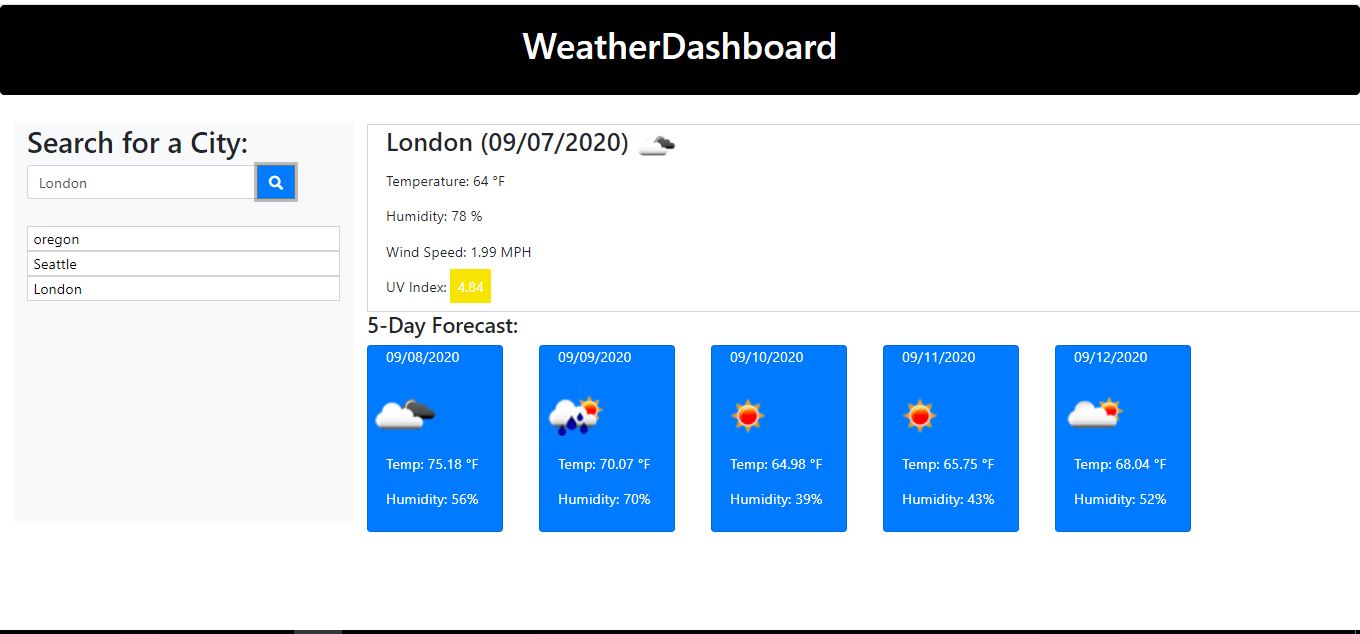 WeatherDashboard
Search for a City:
London
oregon
Seattle
London
London (09/07/2020)
Temperature: 64 °F
Humidity: 78 %
Wind Speed: 1.99 MPH
UV Index: 4.84
5-Day Forecast:
09/08/2020
Temp: 75.18 °F
Humidity: 56%
09/09/2020
Temp: 70.07 °F
Humidity: 70%
09/10/2020
Temp: 64.98 °F
Humidity: 39%
09/11/2020
Temp: 65.75 °F
Humidity: 43%
09/12/2020
Temp: 68.04 °F
Humidity: 52%